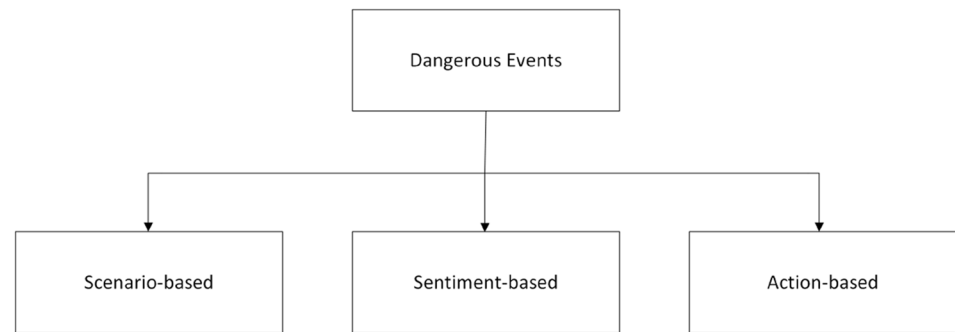 Dangerous Events
Scenario-based
Sentiment-based
Action-based